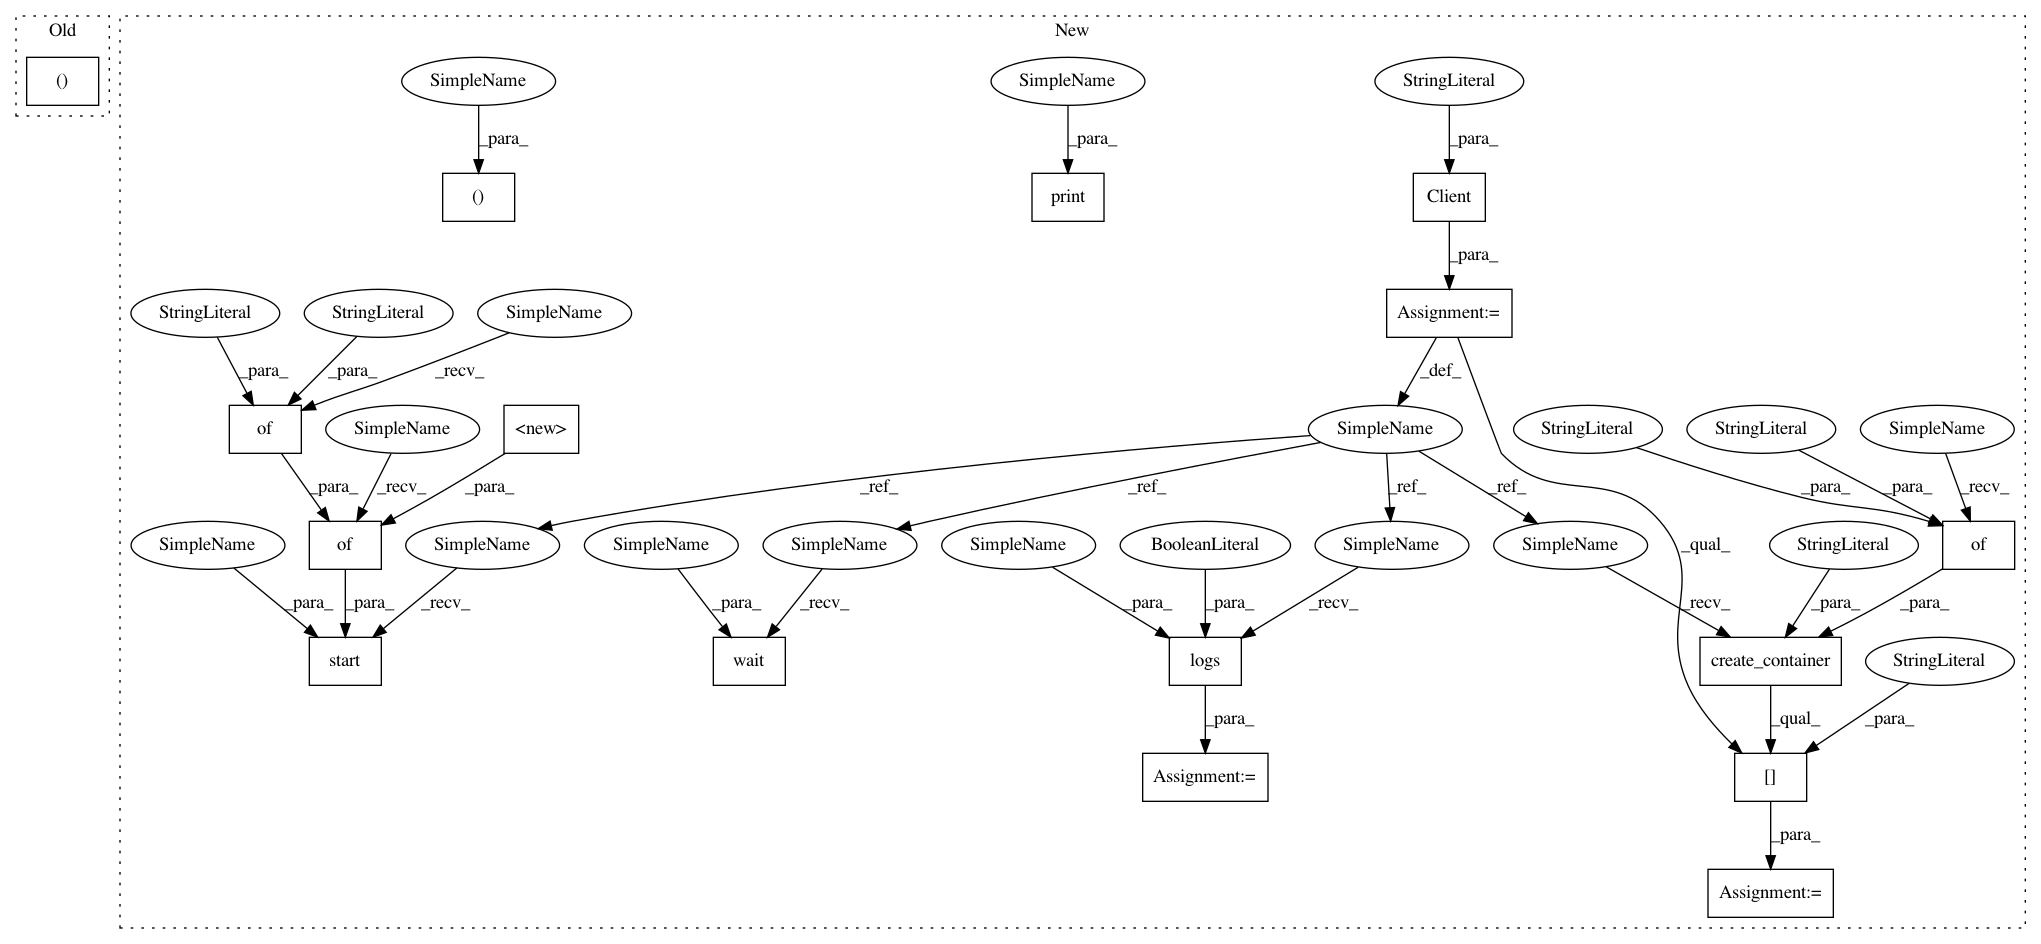 Old
New
()
SimpleName
SimpleName
StringLiteral
_para_
_para_
_para_
()
print
Client
_para_
StringLiteral
StringLiteral
SimpleName
Assignment:=
_para_
_para_
_recv_
_def_
of
SimpleName
<new>
SimpleName
StringLiteral
StringLiteral
SimpleName
_para_
_recv_
_para_
_ref_
_ref_
_ref_
_ref_
_para_
_para_
_recv_
SimpleName
of
SimpleName
SimpleName
SimpleName
SimpleName
BooleanLiteral
SimpleName
SimpleName
_qual_
StringLiteral
of
_para_
_para_
_recv_
_para_
_recv_
_para_
_para_
_recv_
_recv_
_para_
_para_
start
wait
logs
create_container
StringLiteral
_para_
_qual_
_para_
Assignment:=
[]
_para_
Assignment:=